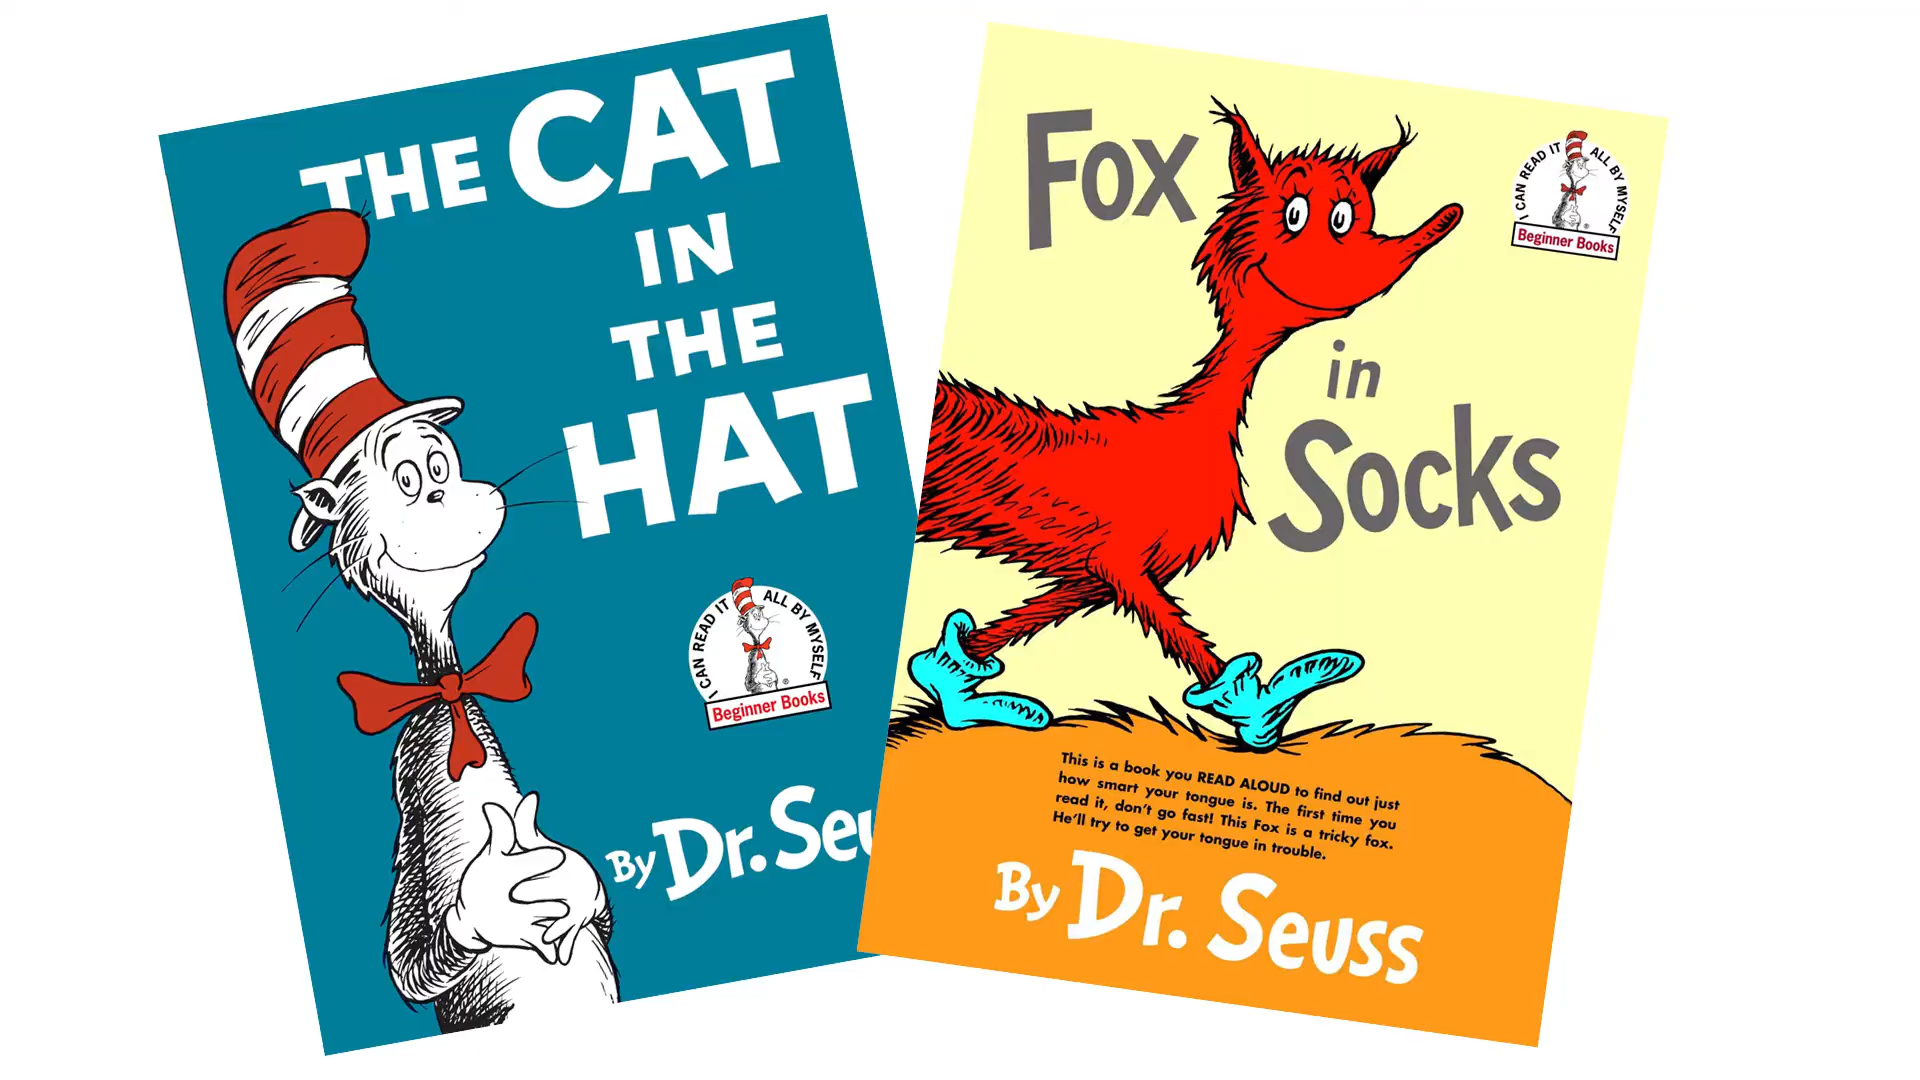 THE CAT
IN
THE
HAT
I CAN READ IT ALL BY MYSELF
Beginner Books
By Dr. Seu
Fox
in
Socks
I CAN READ IT ALL BY MYSELF
Beginner Books
This is a book you READ ALOUD to find out just
how smart your tongue is. The first time you
read it, don't go fast! This Fox is a tricky fox.
He'll try to get your tongue in trouble.
By Dr. Seuss